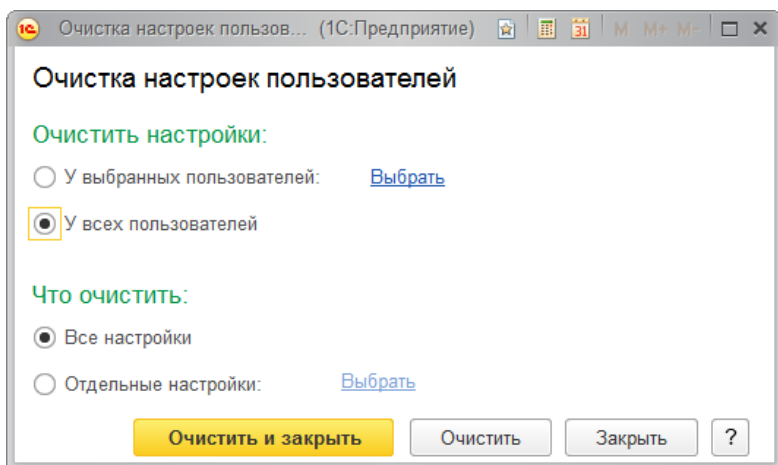 Очистка настроек пользов... (1С:Предприятие) 31 M M+ M-
Очистка настроек пользователей
Очистить настройки:
У выбранных пользователей: Выбрать
У всех пользователей
Что очистить:
Все настройки
Отдельные настройки: Выбрать
Очистить и закрыть Очистить Закрыть ?